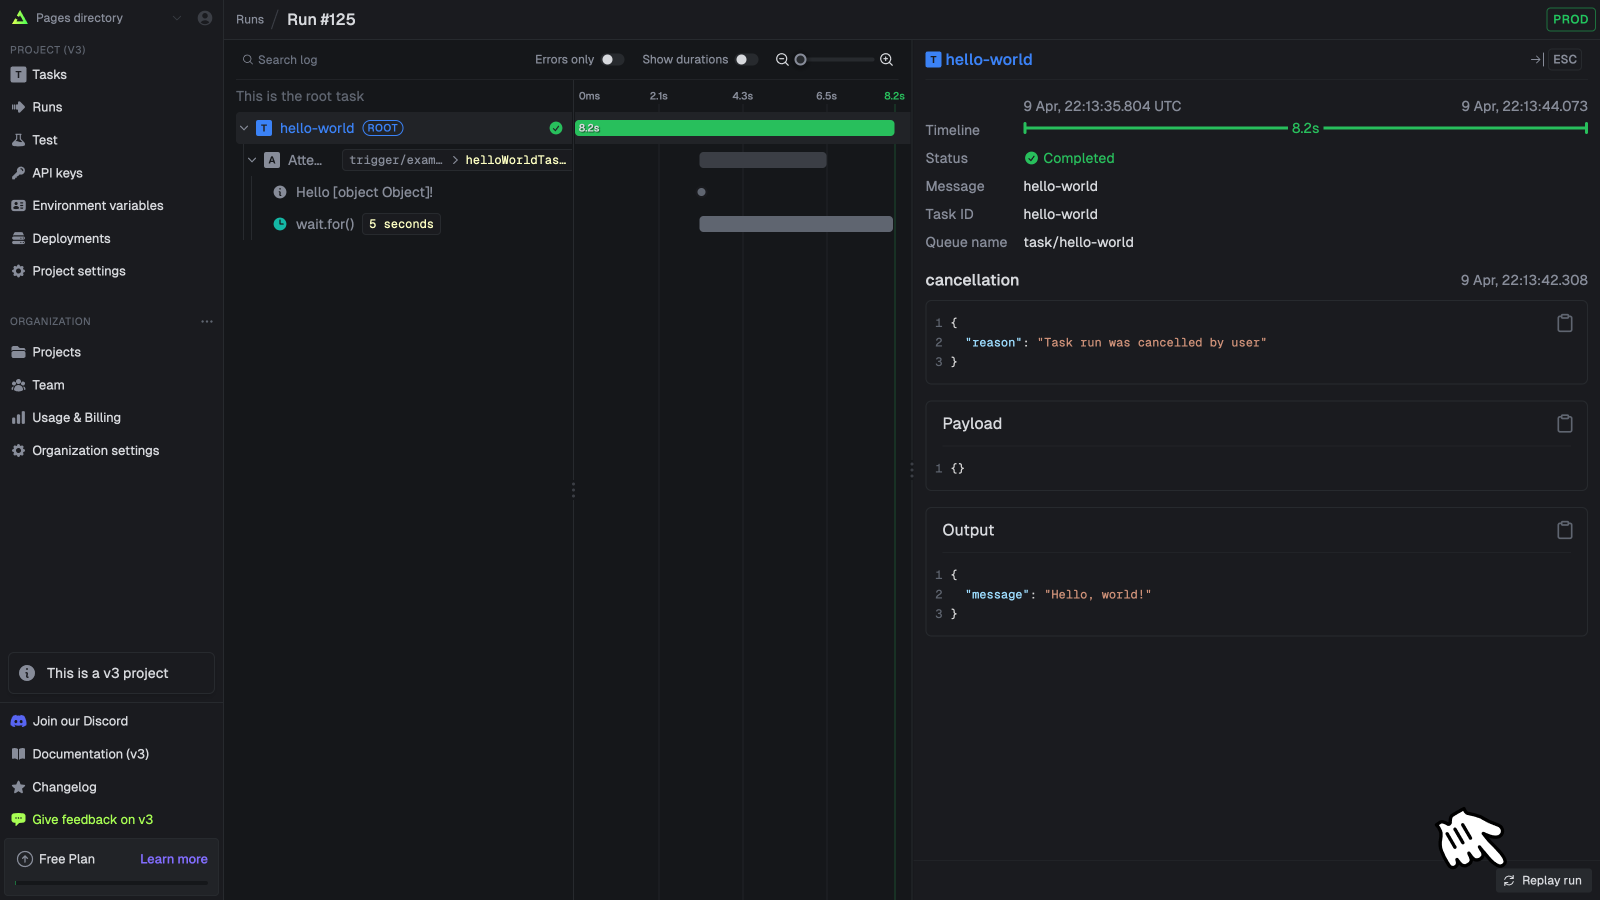 Pages directory
PROJECT (V3)
T Tasks
Runs
Test
API keys
Environment variables
Deployments
Project settings
ORGANIZATION
Projects
Team
Usage & Billing
Organization settings
This is a v3 project
Join our Discord
Documentation (v3)
Changelog
Give feedback on v3
Free Plan Learn more
Runs / Run #125
PROD
Search log Errors only Show durations
This is the root task 0ms 2.1s 4.3s 6.5s 8.2s
T hello-world ROOT 8.2s
A Atte... trigger/exam... > helloWorldTas...
Hello [object Object]!
wait.for() 5 seconds
T hello-world ESC
9 Apr, 22:13:35.804 UTC 9 Apr, 22:13:44.073
Timeline 8.2s
Status Completed
Message hello-world
Task ID hello-world
Queue name task/hello-world
cancellation 9 Apr, 22:13:42.308
1 {
2 "reason": "Task run was cancelled by user"
3 }
Payload
1 {}
Output
1 {
2 "message": "Hello, world!"
3 }
Replay run